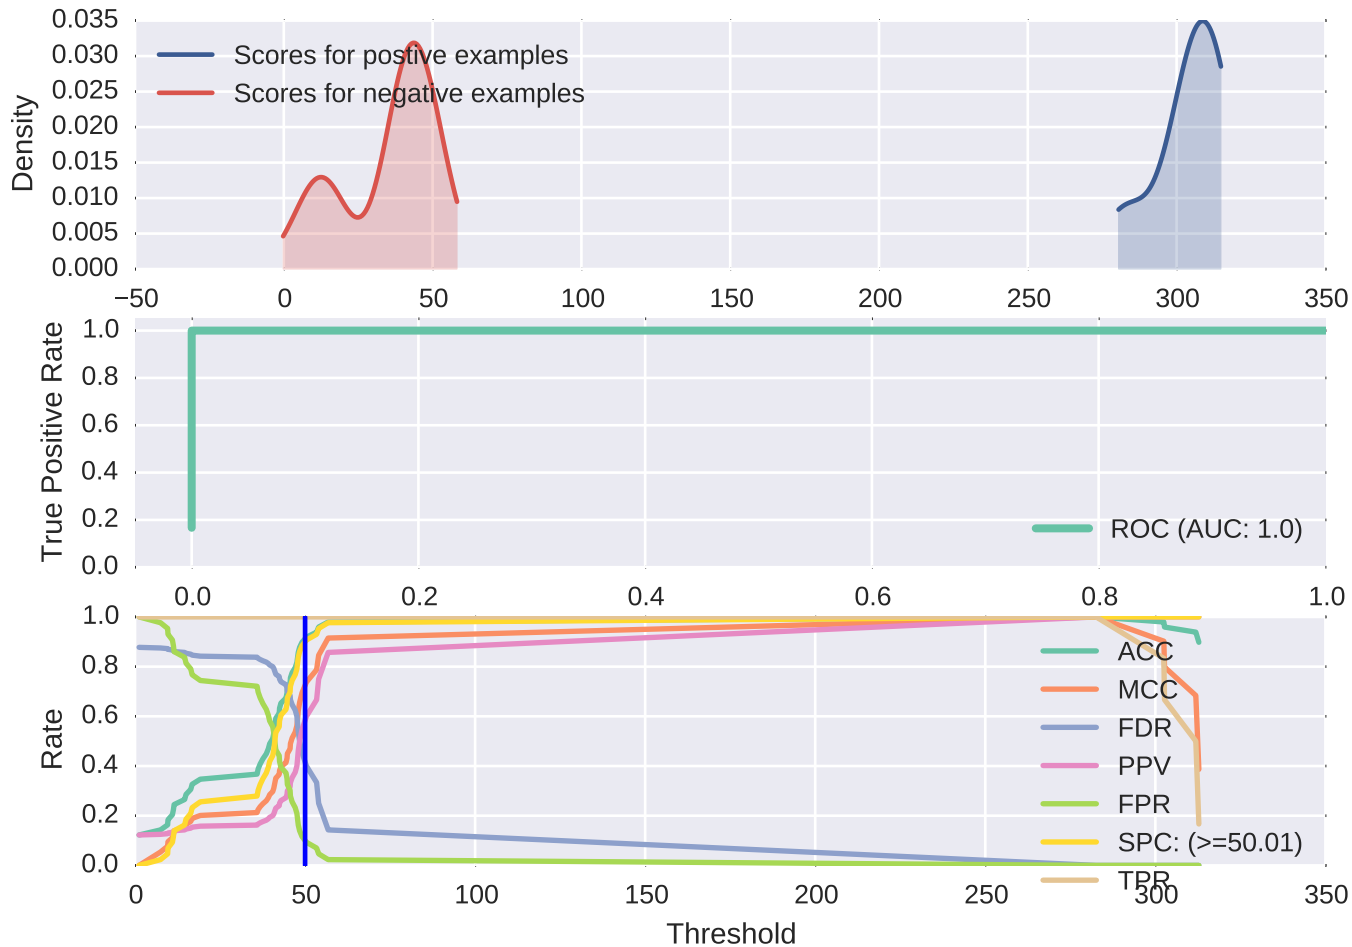 0.035
0.030
0.025
0.020
0.015
0.010
0.005
0.000
Density
Scores for postive examples
Scores for negative examples
−50 0 50 100 150 200 250 300 350
1.0
0.8
0.6
0.4
0.2
0.0
True Positive Rate
ROC (AUC: 1.0)
0.0 0.2 0.4 0.6 0.8 1.0
1.0
0.8
0.6
0.4
0.2
0.0
Rate
ACC
MCC
FDR
PPV
FPR
SPC: (>=50.01)
TPR
0 50 100 150 200 250 300 350
Threshold